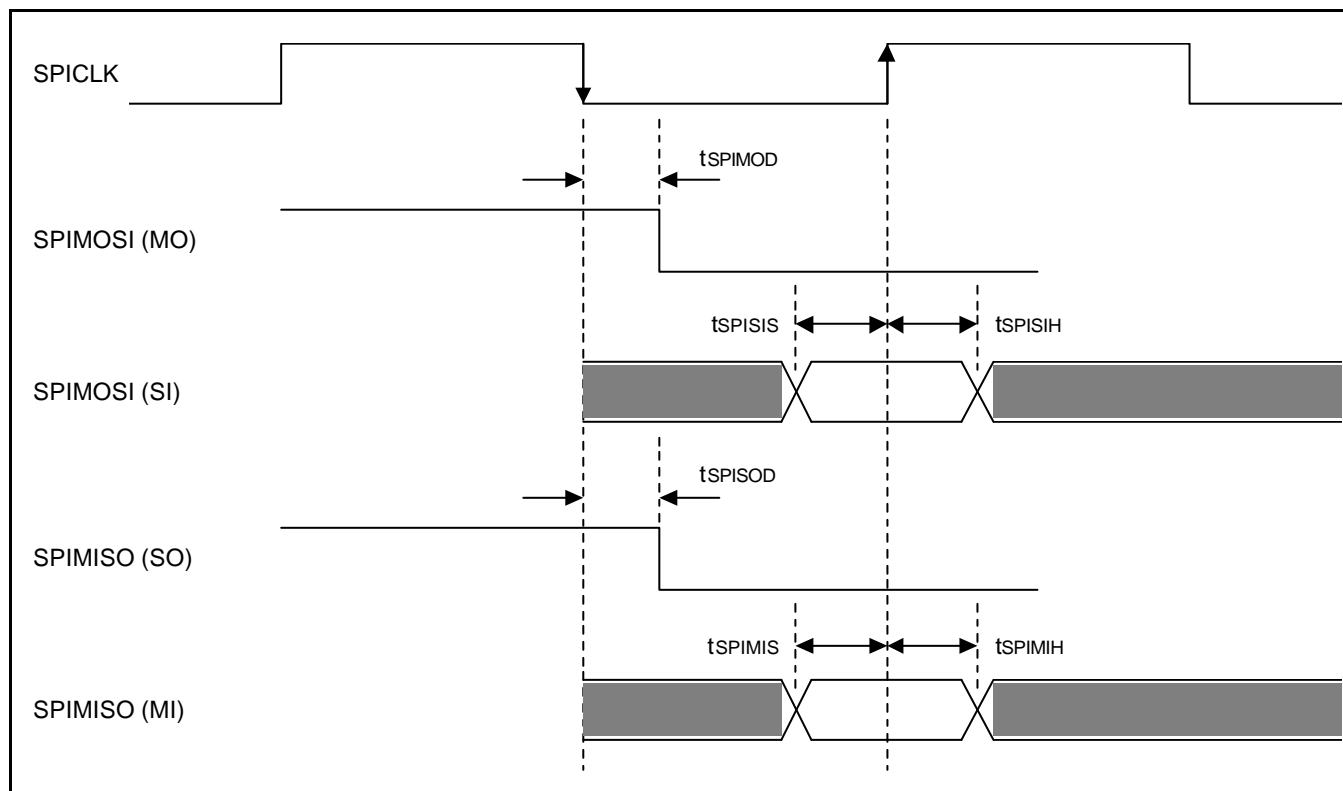 SPICLK
tSPIMOD
SPIMOSI (MO)
tSPISIS tSPISIH
SPIMOSI (SI)
tSPISOD
SPIMISO (SO)
tSPIMIS tSPIMIH
SPIMISO (MI)